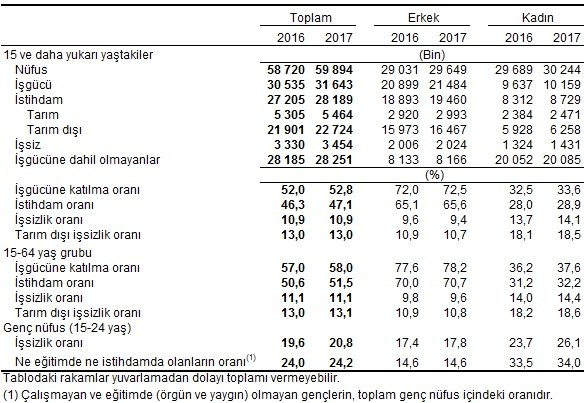 Toplam Erkek Kadın
2016 2017 2016 2017 2016 2017
15 ve daha yukarı yaştakiler (Bin)
Nüfus 58 720 59 894 29 031 29 649 29 689 30 244
İşgücü 30 535 31 643 20 899 21 484 9 637 10 159
İstihdam 27 205 28 189 18 893 19 460 8 312 8 729
Tarım 5 305 5 464 2 920 2 993 2 384 2 471
Tarım dışı 21 901 22 724 15 973 16 467 5 928 6 258
İşsiz 3 330 3 454 2 006 2 024 1 324 1 431
İşgücüne dahil olmayanlar 28 185 28 251 8 133 8 166 20 052 20 085
(%)
İşgücüne katılma oranı 52,0 52,8 72,0 72,5 32,5 33,6
İstihdam oranı 46,3 47,1 65,1 65,6 28,0 28,9
İşsizlik oranı 10,9 10,9 9,6 9,4 13,7 14,1
Tarım dışı işsizlik oranı 13,0 13,0 10,9 10,7 18,1 18,5
15-64 yaş grubu
İşgücüne katılma oranı 57,0 58,0 77,6 78,2 36,2 37,6
İstihdam oranı 50,6 51,5 70,0 70,7 31,2 32,2
İşsizlik oranı 11,1 11,1 9,8 9,6 14,0 14,4
Tarım dışı işsizlik oranı 13,0 13,1 10,9 10,8 18,2 18,6
Genç nüfus (15-24 yaş)
İşsizlik oranı 19,6 20,8 17,4 17,8 23,7 26,1
Ne eğitimde ne istihdamda olanların oranı(1) 24,0 24,2 14,6 14,6 33,5 34,0
Tablodaki rakamlar yuvarlamadan dolayı toplamı vermeyebilir.
(1) Çalışmayan ve eğitimde (örgün ve yaygın) olmayan gençlerin, toplam genç nüfus içindeki oranıdır.